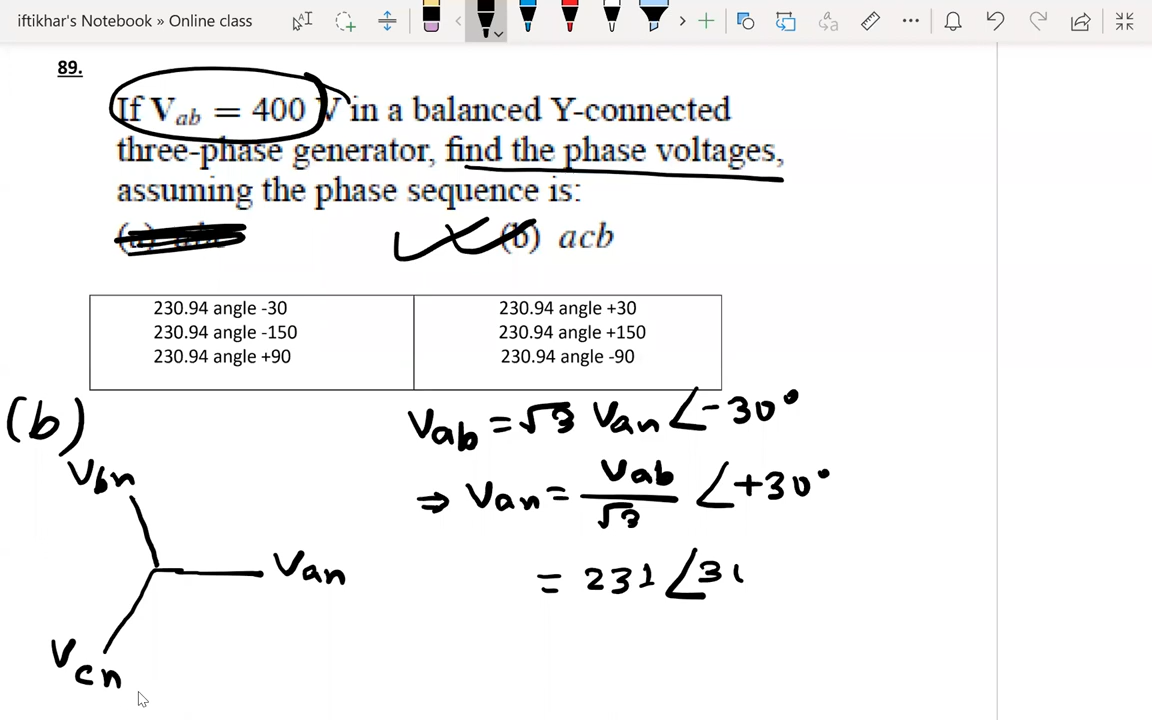 iftikhar's Notebook » Online class
89.
If Vab = 400 V in a balanced Y-connected
three-phase generator, find the phase voltages,
assuming the phase sequence is:
(b) acb
230.94 angle -30
230.94 angle -150
230.94 angle +90
230.94 angle +30
230.94 angle +150
230.94 angle -90
(b)
Vbn
Van
Vcn
Vab = √3 Van ∠-30°
⇒ Van = Vab/√3 ∠+30°
= 231 ∠3